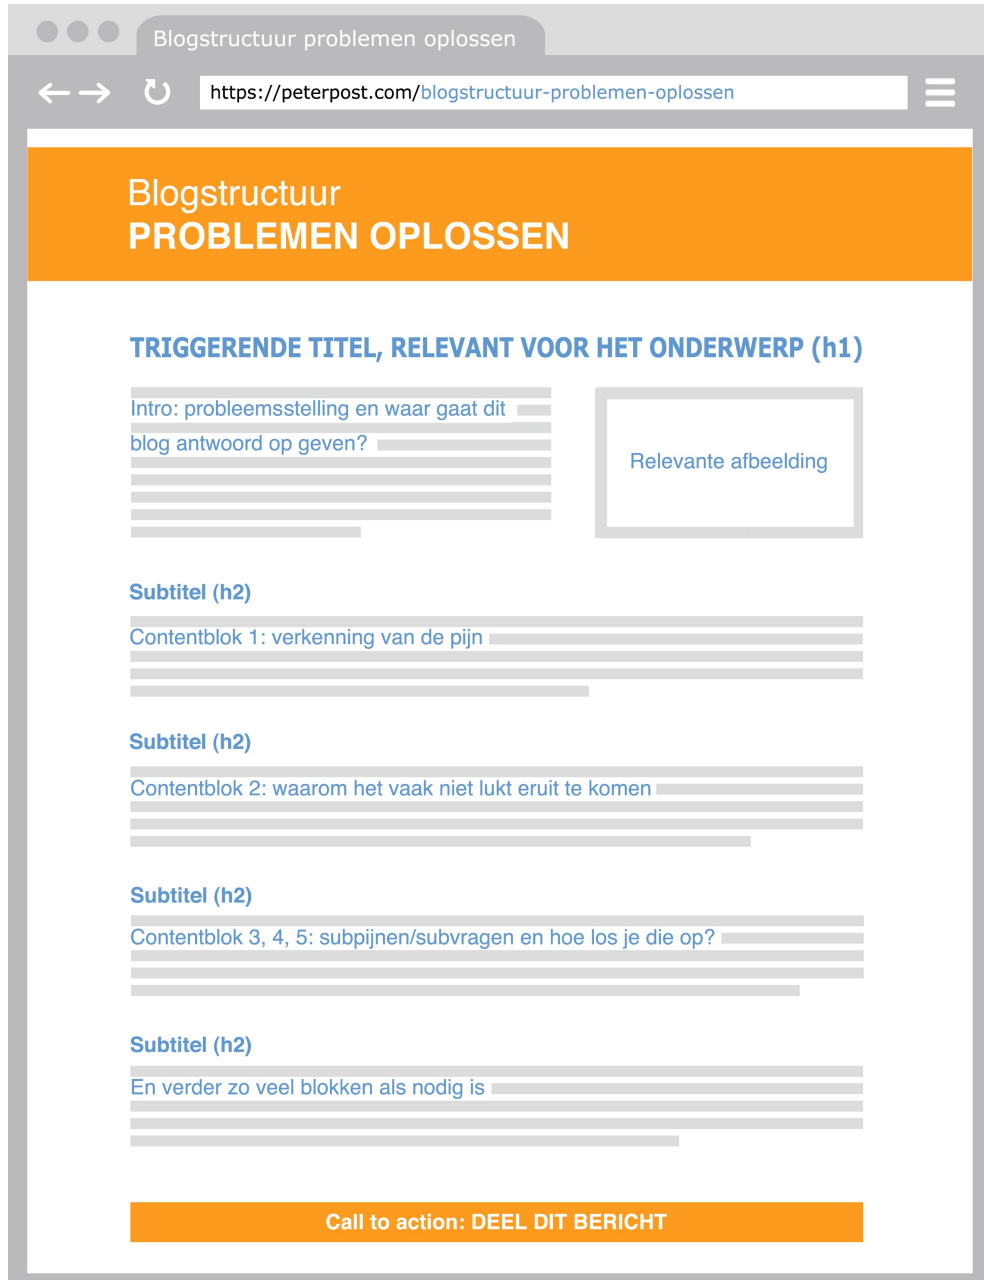 Blogstructuur problemen oplossen
https://peterpost.com/blogstructuur-problemen-oplossen
Blogstructuur
PROBLEMEN OPLOSSEN
TRIGGERENDE TITEL, RELEVANT VOOR HET ONDERWERP (h1)
Intro: probleemsstelling en waar gaat dit
blog antwoord op geven?
Relevante afbeelding
Subtitel (h2)
Contentblok 1: verkenning van de pijn
Subtitel (h2)
Contentblok 2: waarom het vaak niet lukt eruit te komen
Subtitel (h2)
Contentblok 3, 4, 5: subpijnen/subvragen en hoe los je die op?
Subtitel (h2)
En verder zo veel blokken als nodig is
Call to action: DEEL DIT BERICHT